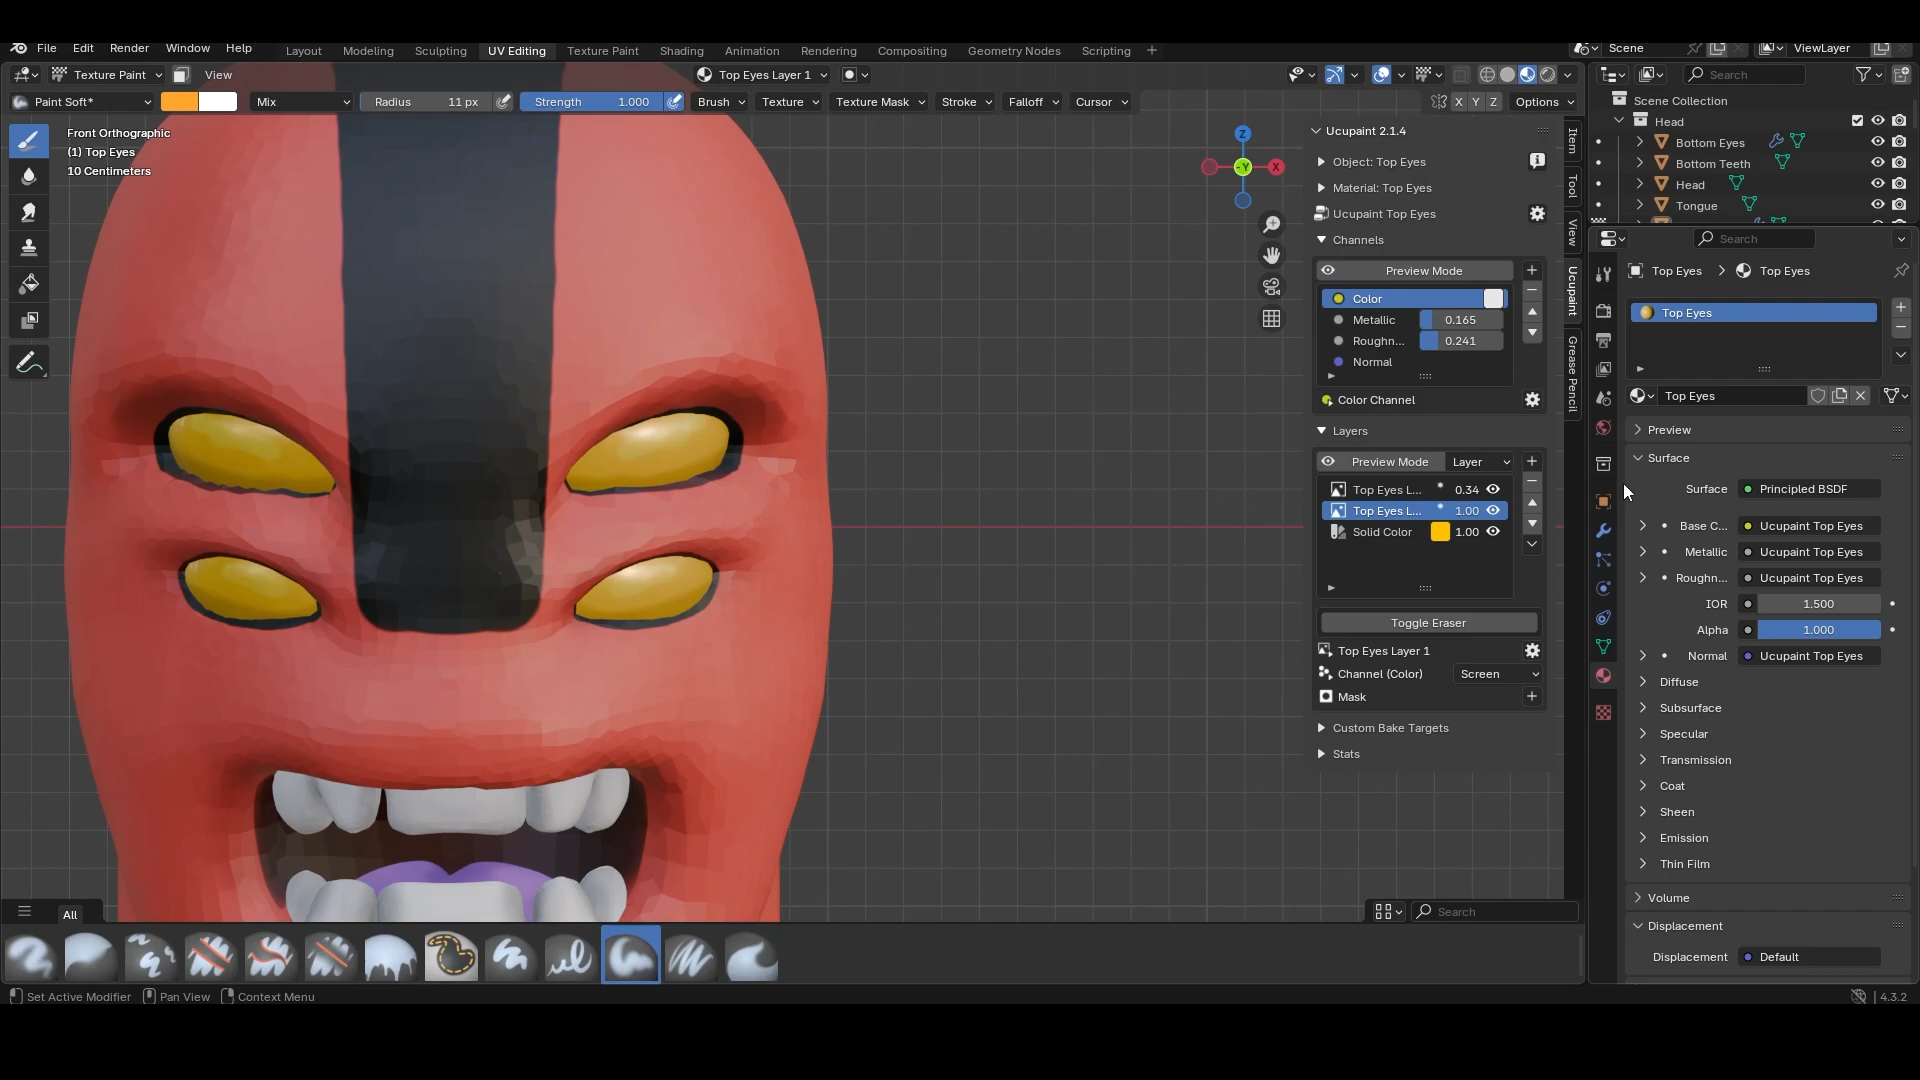 File Edit Render Window Help Layout Modeling Sculpting UV Editing Texture Paint Shading Animation Rendering Compositing Geometry Nodes Scripting Scene ViewLayer
Texture Paint View Top Eyes Layer 1 Search
Paint Soft* Mix Radius 11 px Strength 1.000 Brush Texture Texture Mask Stroke Falloff Cursor X Y Z Options
Scene Collection
Head
Bottom Eyes
Bottom Teeth
Head
Tongue
Front Orthographic
(1) Top Eyes
10 Centimeters
Z
-Y
X
Ucupaint 2.1.4
Object: Top Eyes
Material: Top Eyes
Ucupaint Top Eyes
Channels
Preview Mode
Color
Metallic 0.165
Roughn... 0.241
Normal
Color Channel
Layers
Preview Mode Layer
Top Eyes L... * 0.34
Top Eyes L... * 1.00
Solid Color 1.00
Toggle Eraser
Top Eyes Layer 1
Channel (Color) Screen
Mask
Custom Bake Targets
Stats
Item
Tool
View
Ucupaint
Grease Pencil
Search
Top Eyes > Top Eyes
Top Eyes
Top Eyes
Preview
Surface
Surface Principled BSDF
Base C... Ucupaint Top Eyes
Metallic Ucupaint Top Eyes
Roughn... Ucupaint Top Eyes
IOR 1.500
Alpha 1.000
Normal Ucupaint Top Eyes
Diffuse
Subsurface
Specular
Transmission
Coat
Sheen
Emission
Thin Film
Volume
Displacement
Displacement Default
All
Search
Set Active Modifier Pan View Context Menu 4.3.2